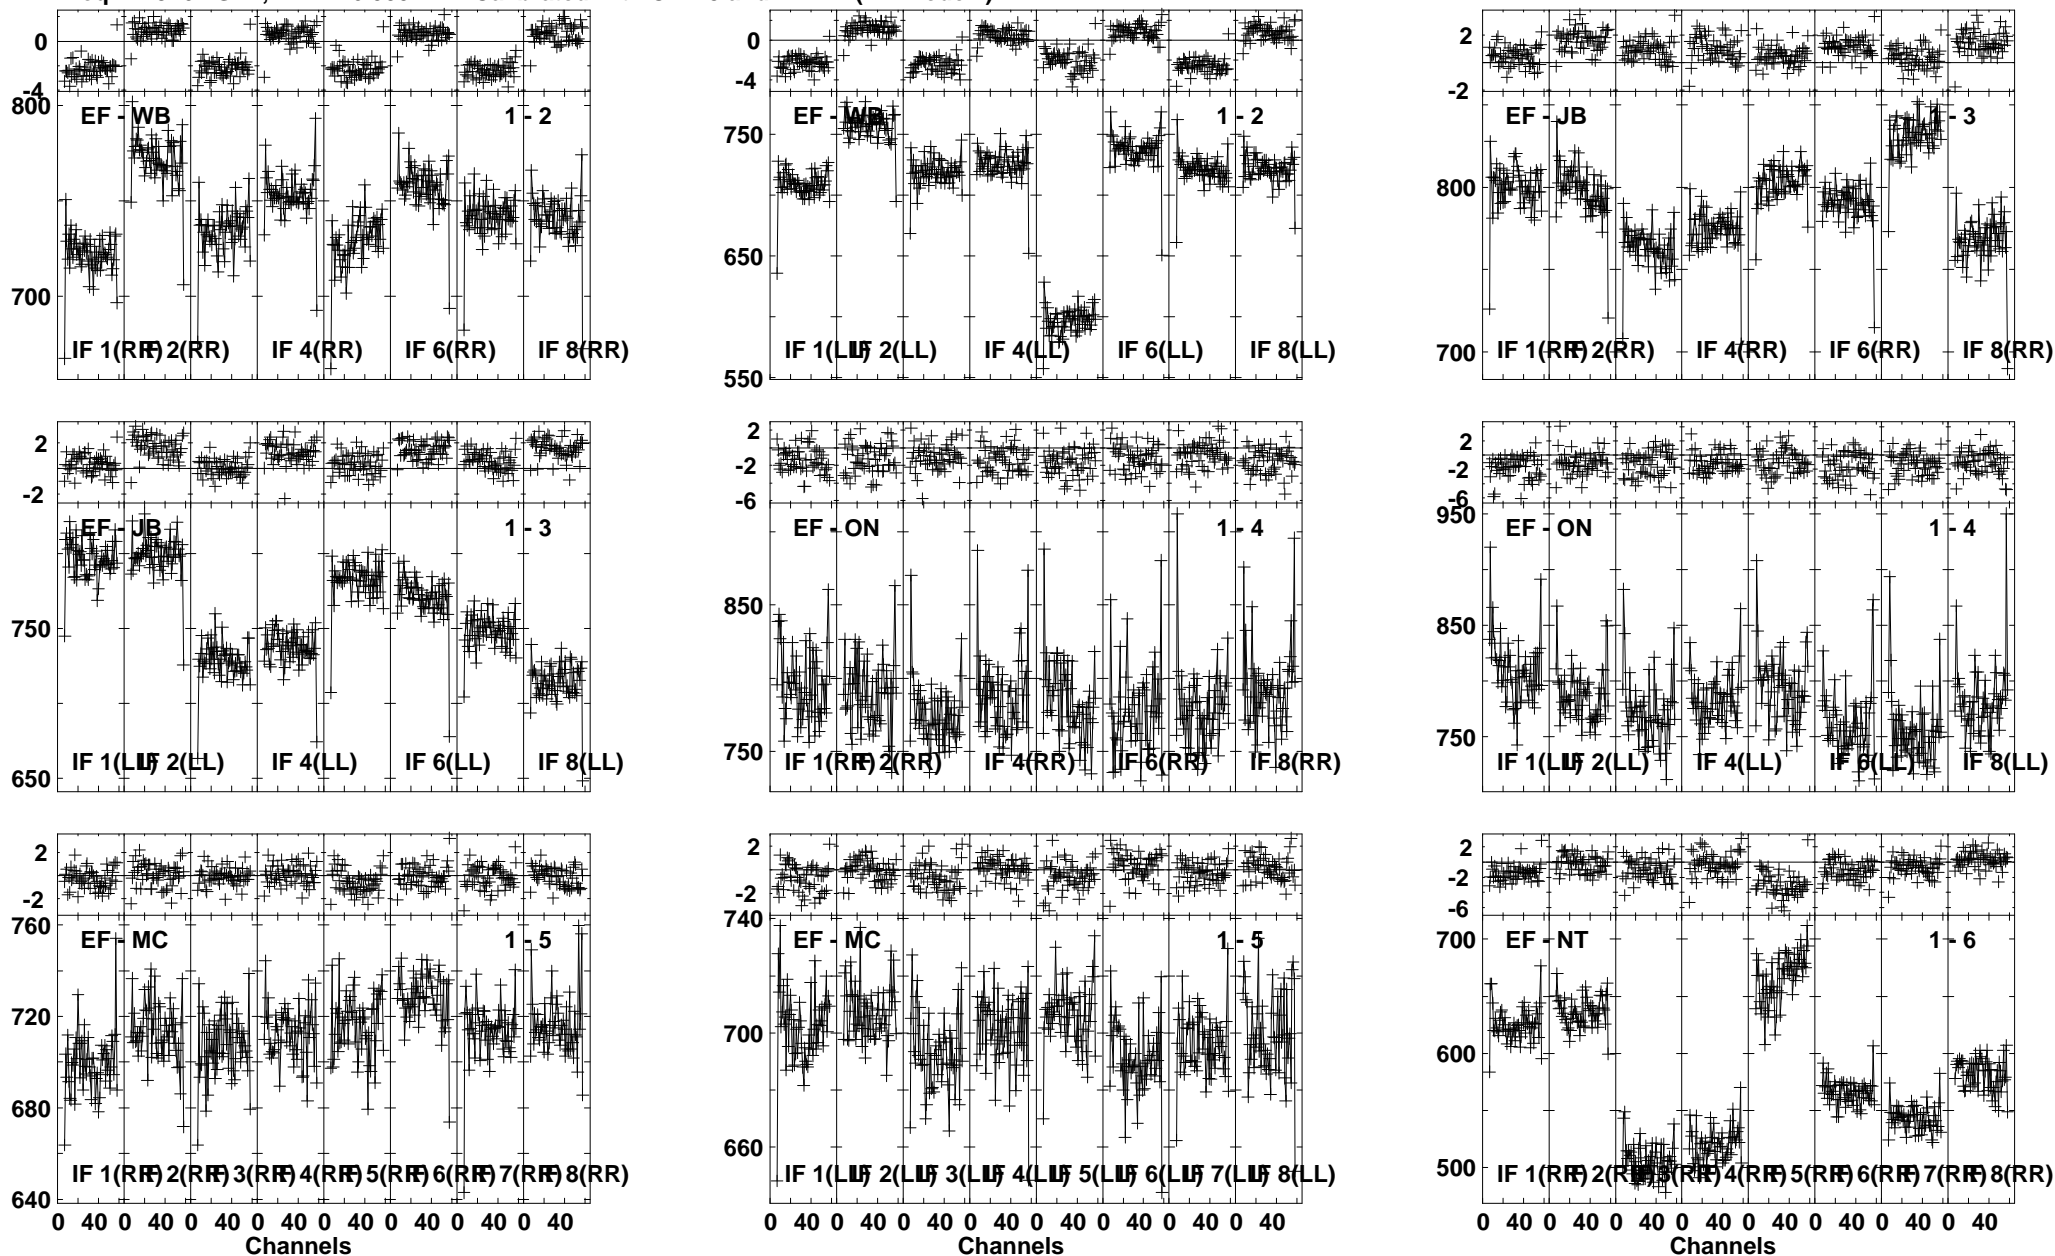 0
-4
800
EF - WB 1 - 2
700
IF 1(RR) IF 2(RR) IF 4(RR) IF 6(RR) IF 8(RR)
0
-4
750
EF - WB 1 - 2
650
IF 1(LL) IF 2(LL) IF 4(LL) IF 6(LL) IF 8(LL)
550
2
-2
EF - JB 1 - 3
800
700
IF 1(RR) IF 2(RR) IF 4(RR) IF 6(RR) IF 8(RR)
2
-2
EF - JB 1 - 3
750
IF 1(LL) IF 2(LL) IF 4(LL) IF 6(LL) IF 8(LL)
650
2
-2
-6
EF - ON 1 - 4
850
750
IF 1(RR) IF 2(RR) IF 4(RR) IF 6(RR) IF 8(RR)
2
-2
-6
950
EF - ON 1 - 4
850
750
IF 1(LL) IF 2(LL) IF 4(LL) IF 6(LL) IF 8(LL)
2
-2
760
EF - MC 1 - 5
720
680
IF 1(RR) IF 2(RR) IF 3(RR) IF 4(RR) IF 5(RR) IF 6(RR) IF 7(RR) IF 8(RR)
640
0 40 0 40 0 40 0 40 0 40 0 40 0 40 0 40
Channels
2
-2
740
EF - MC 1 - 5
700
660
IF 1(LL) IF 2(LL) IF 3(LL) IF 4(LL) IF 5(LL) IF 6(LL) IF 7(LL) IF 8(LL)
0 40 0 40 0 40 0 40 0 40 0 40 0 40 0 40
Channels
2
-2
-6
700
EF - NT 1 - 6
600
500
IF 1(RR) IF 2(RR) IF 3(RR) IF 4(RR) IF 5(RR) IF 6(RR) IF 7(RR) IF 8(RR)
0 40 0 40 0 40 0 40 0 40 0 40 0 40 0 40
Channels